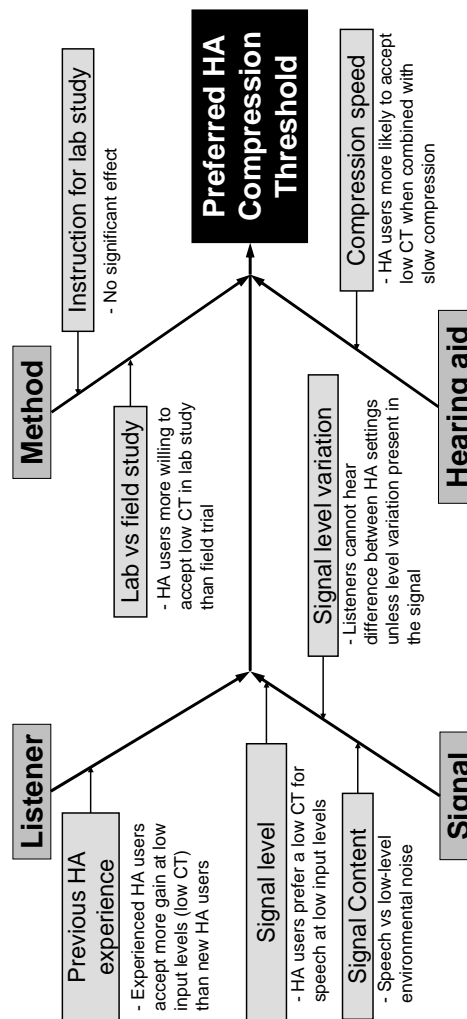 Listener
Previous HA
experience
- Experienced HA users
accept more gain at low
input levels (low CT)
than new HA users
Method
Instruction for lab study
- No significant effect
Lab vs field study
- HA users more willing to
accept low CT in lab study
than field trial
Preferred HA
Compression
Threshold
Signal level
- HA users prefer a low CT for
speech at low input levels
Signal Content
- Speech vs low-level
environmental noise
Signal level variation
- Listeners cannot hear
difference between HA settings
unless level variation present in
the signal
Signal
Compression speed
- HA users more likely to accept
low CT when combined with
slow compression
Hearing aid